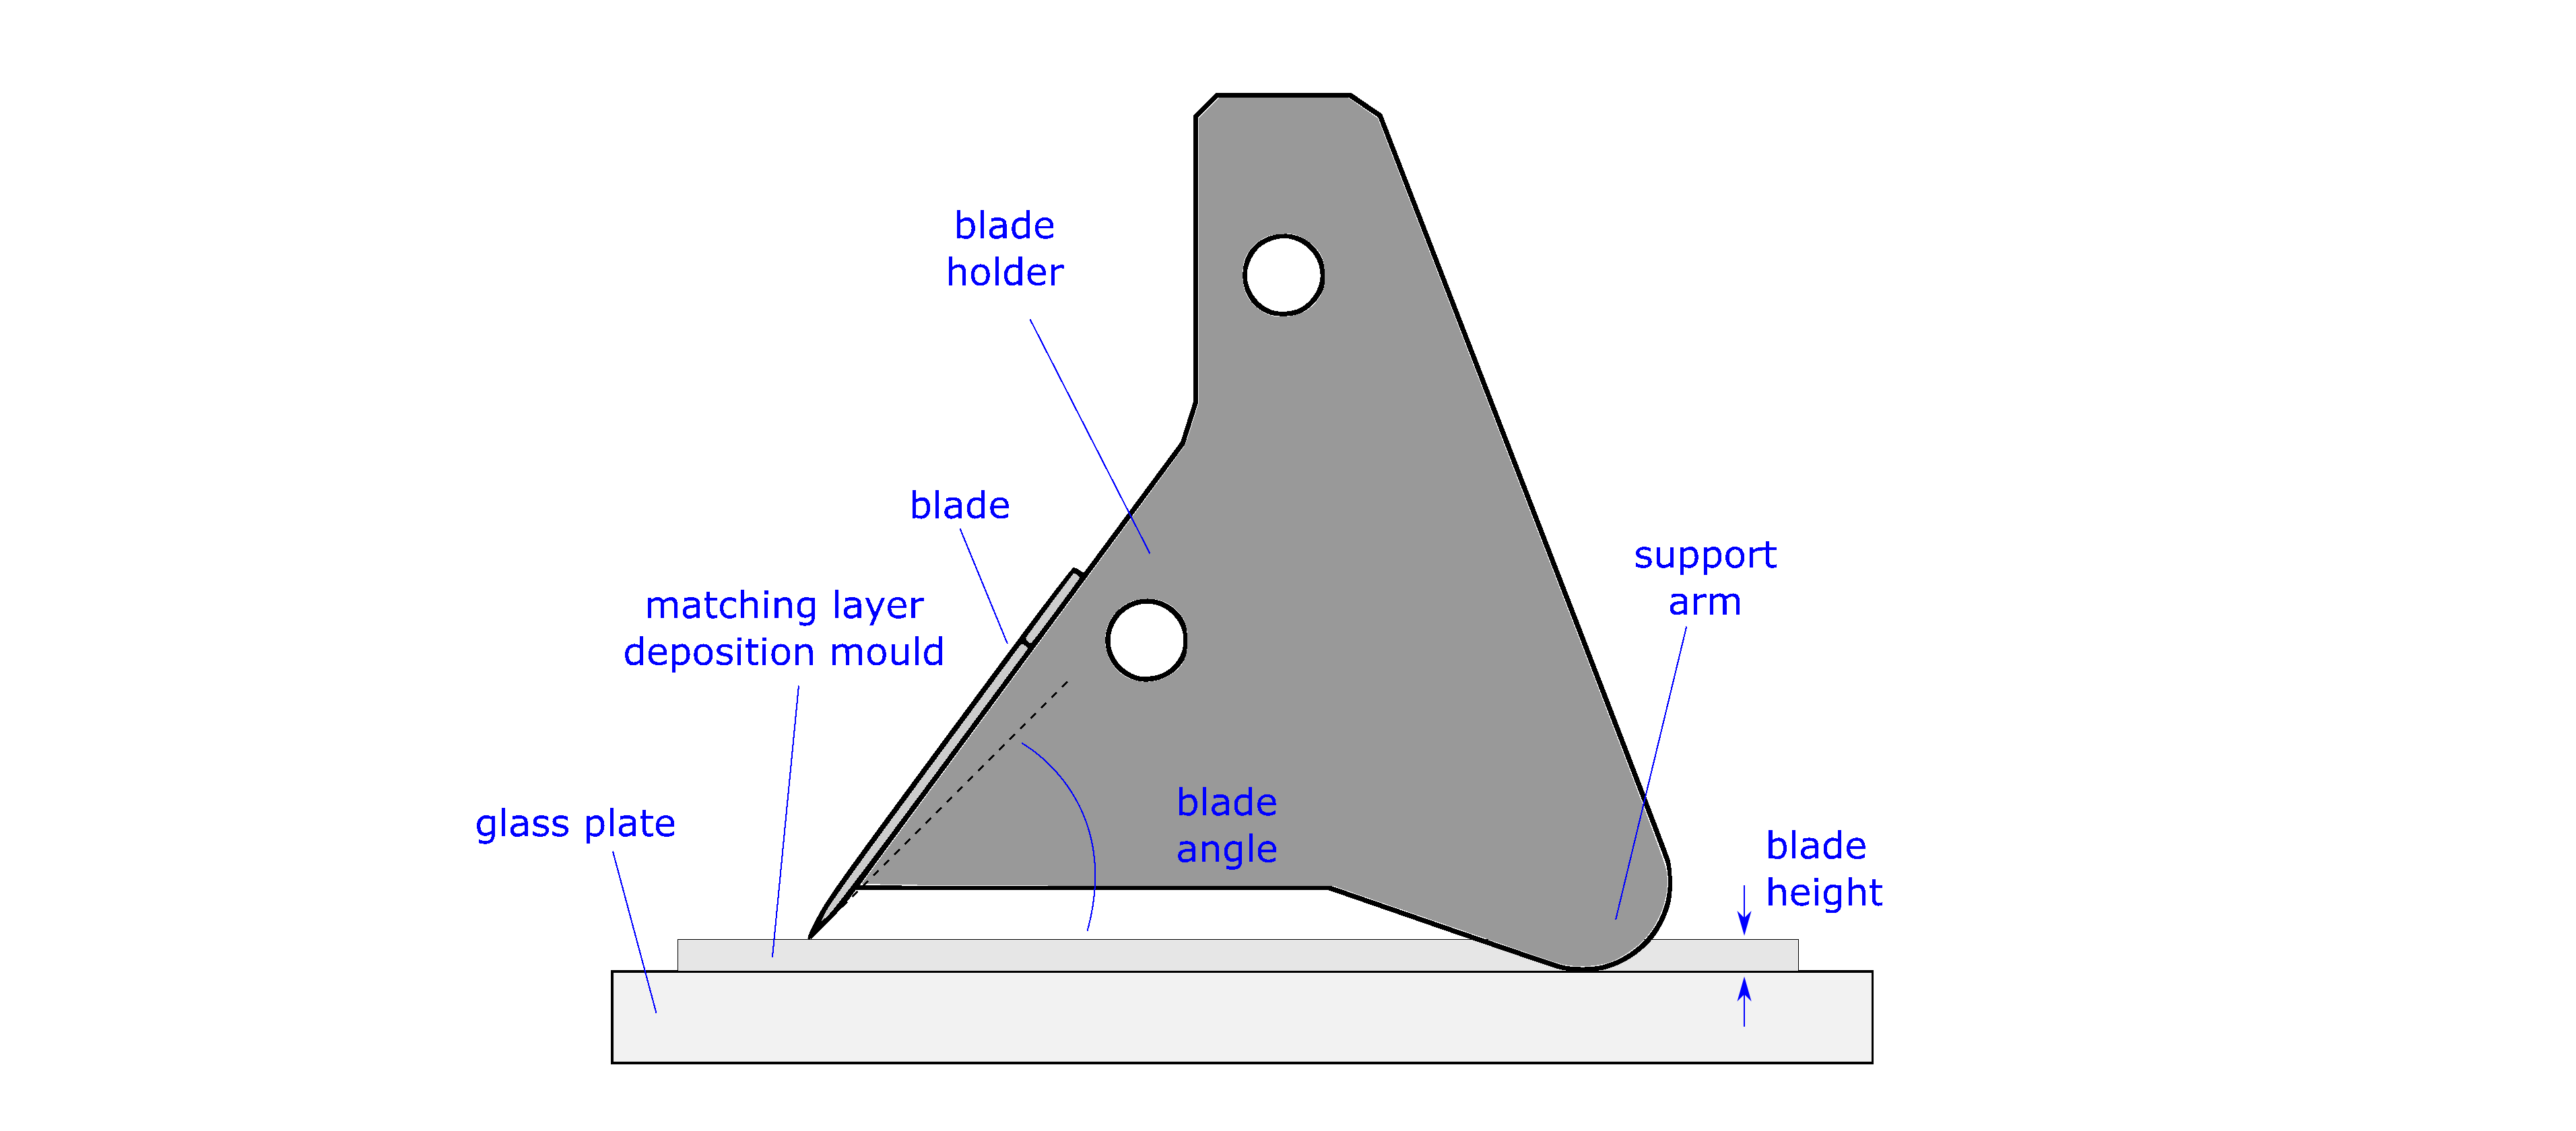 blade
holder
blade
matching layer
deposition mould
support
arm
glass plate
blade
angle
blade
height